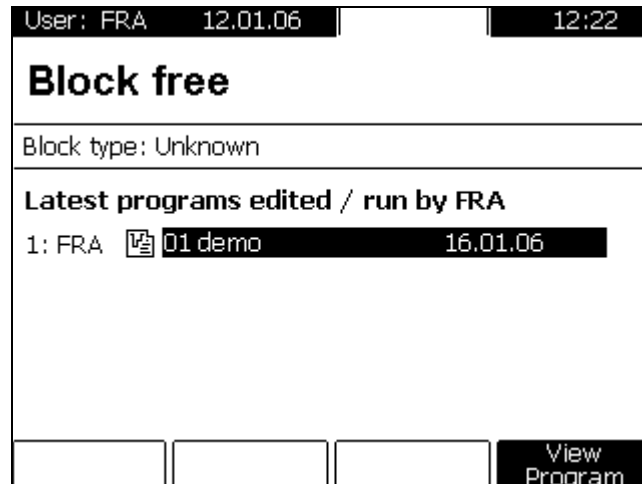 User: FRA 12.01.06 12:22
Block free
Block type: Unknown
Latest programs edited / run by FRA
1: FRA 01 demo 16.01.06
View
Program